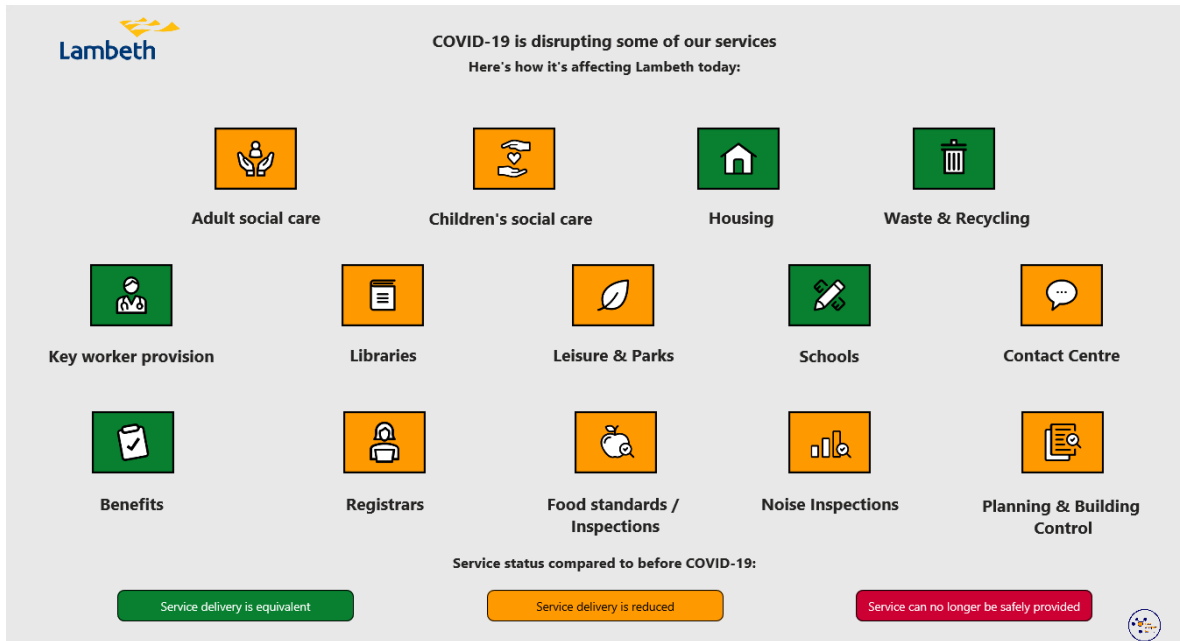 Lambeth
COVID-19 is disrupting some of our services
Here's how it's affecting Lambeth today:
Adult social care
Children's social care
Housing
Waste & Recycling
Key worker provision
Libraries
Leisure & Parks
Schools
Contact Centre
Benefits
Registrars
Food standards /
Inspections
Noise Inspections
Planning & Building
Control
Service status compared to before COVID-19:
Service delivery is equivalent
Service delivery is reduced
Service can no longer be safely provided